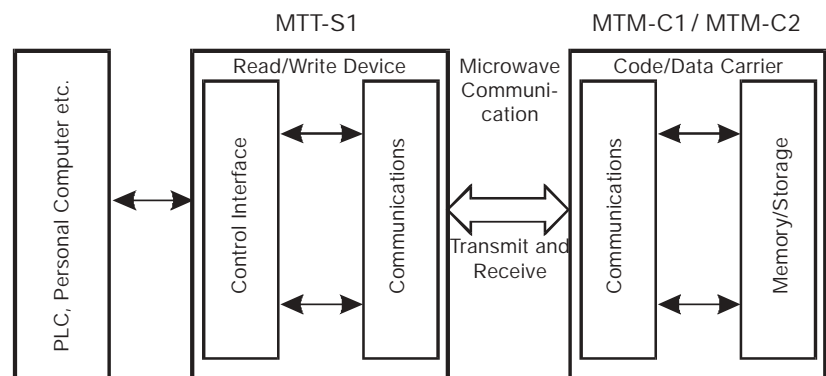 MTT-S1
MTM-C1 / MTM-C2
PLC, Personal Computer etc.
Read/Write Device
Control Interface
Communications
Microwave
Communi-
cation
Transmit and
Receive
Code/Data Carrier
Communications
Memory/Storage